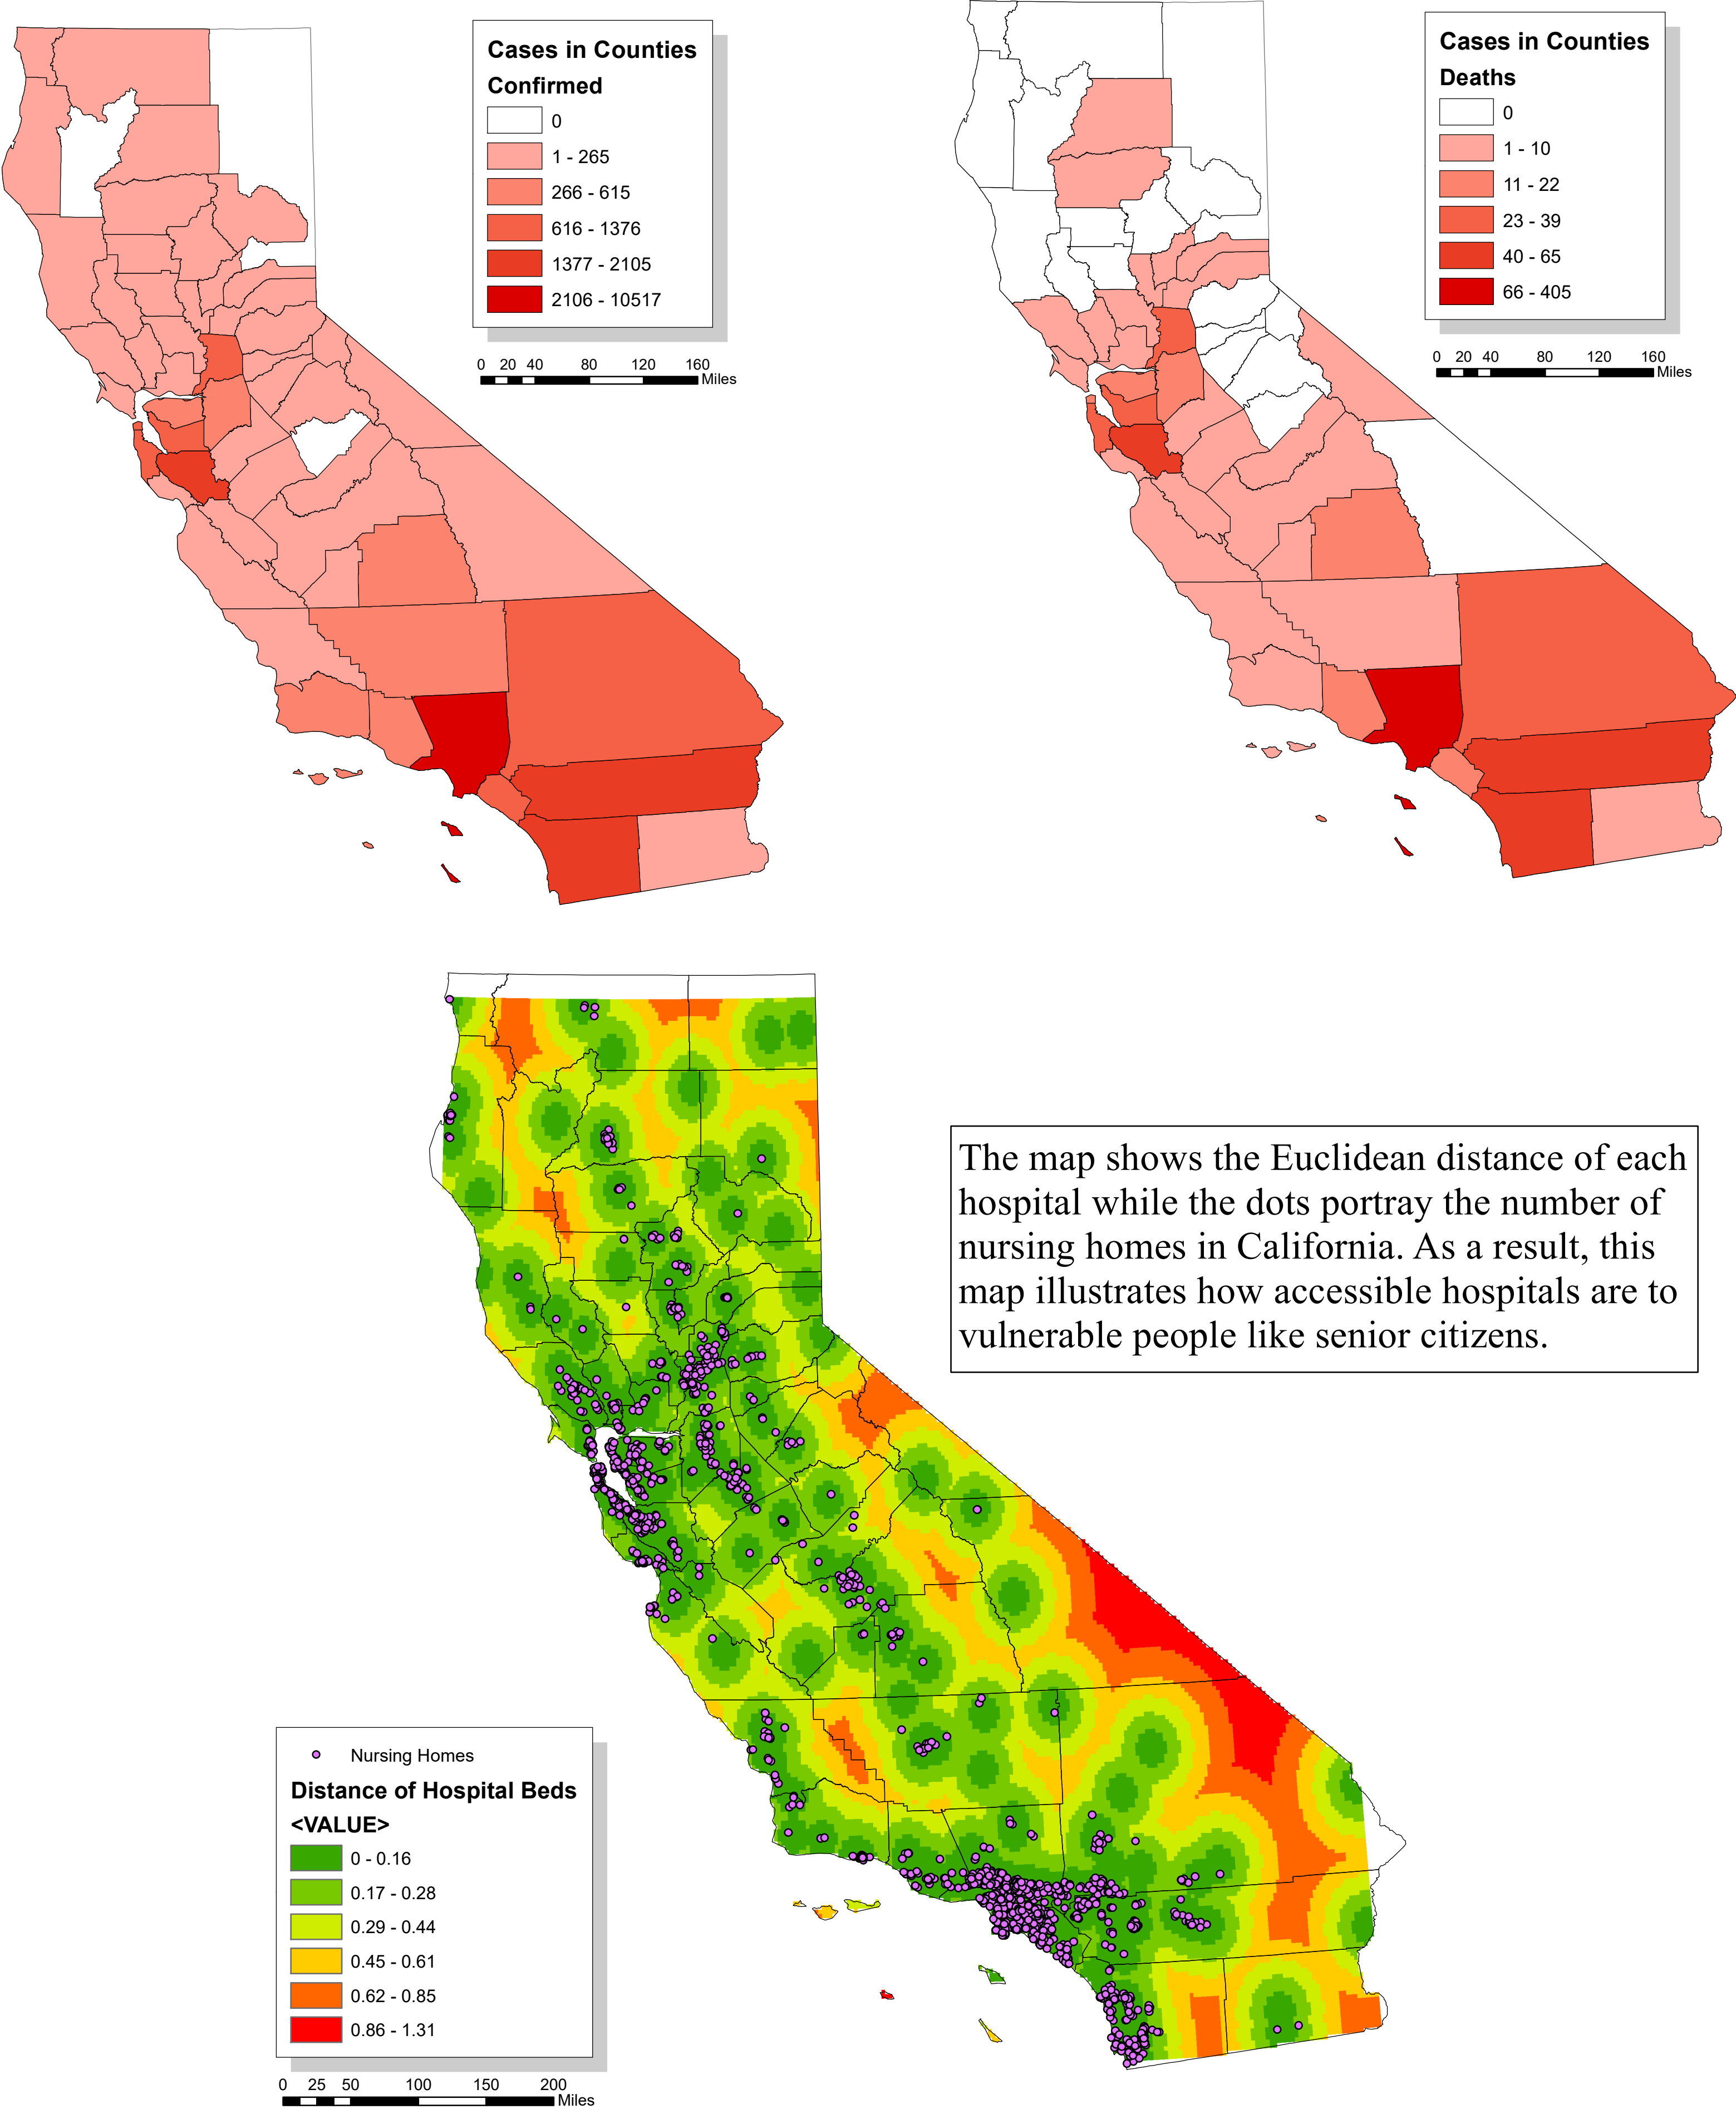 Cases in Counties
Confirmed
0
1 - 265
266 - 615
616 - 1376
1377 - 2105
2106 - 10517
0 20 40 80 120 160
Miles
Cases in Counties
Deaths
0
1 - 10
11 - 22
23 - 39
40 - 65
66 - 405
0 20 40 80 120 160
Miles
The map shows the Euclidean distance of each
hospital while the dots portray the number of
nursing homes in California. As a result, this
map illustrates how accessible hospitals are to
vulnerable people like senior citizens.
Nursing Homes
Distance of Hospital Beds
<VALUE>
0 - 0.16
0.17 - 0.28
0.29 - 0.44
0.45 - 0.61
0.62 - 0.85
0.86 - 1.31
0 25 50 100 150 200
Miles